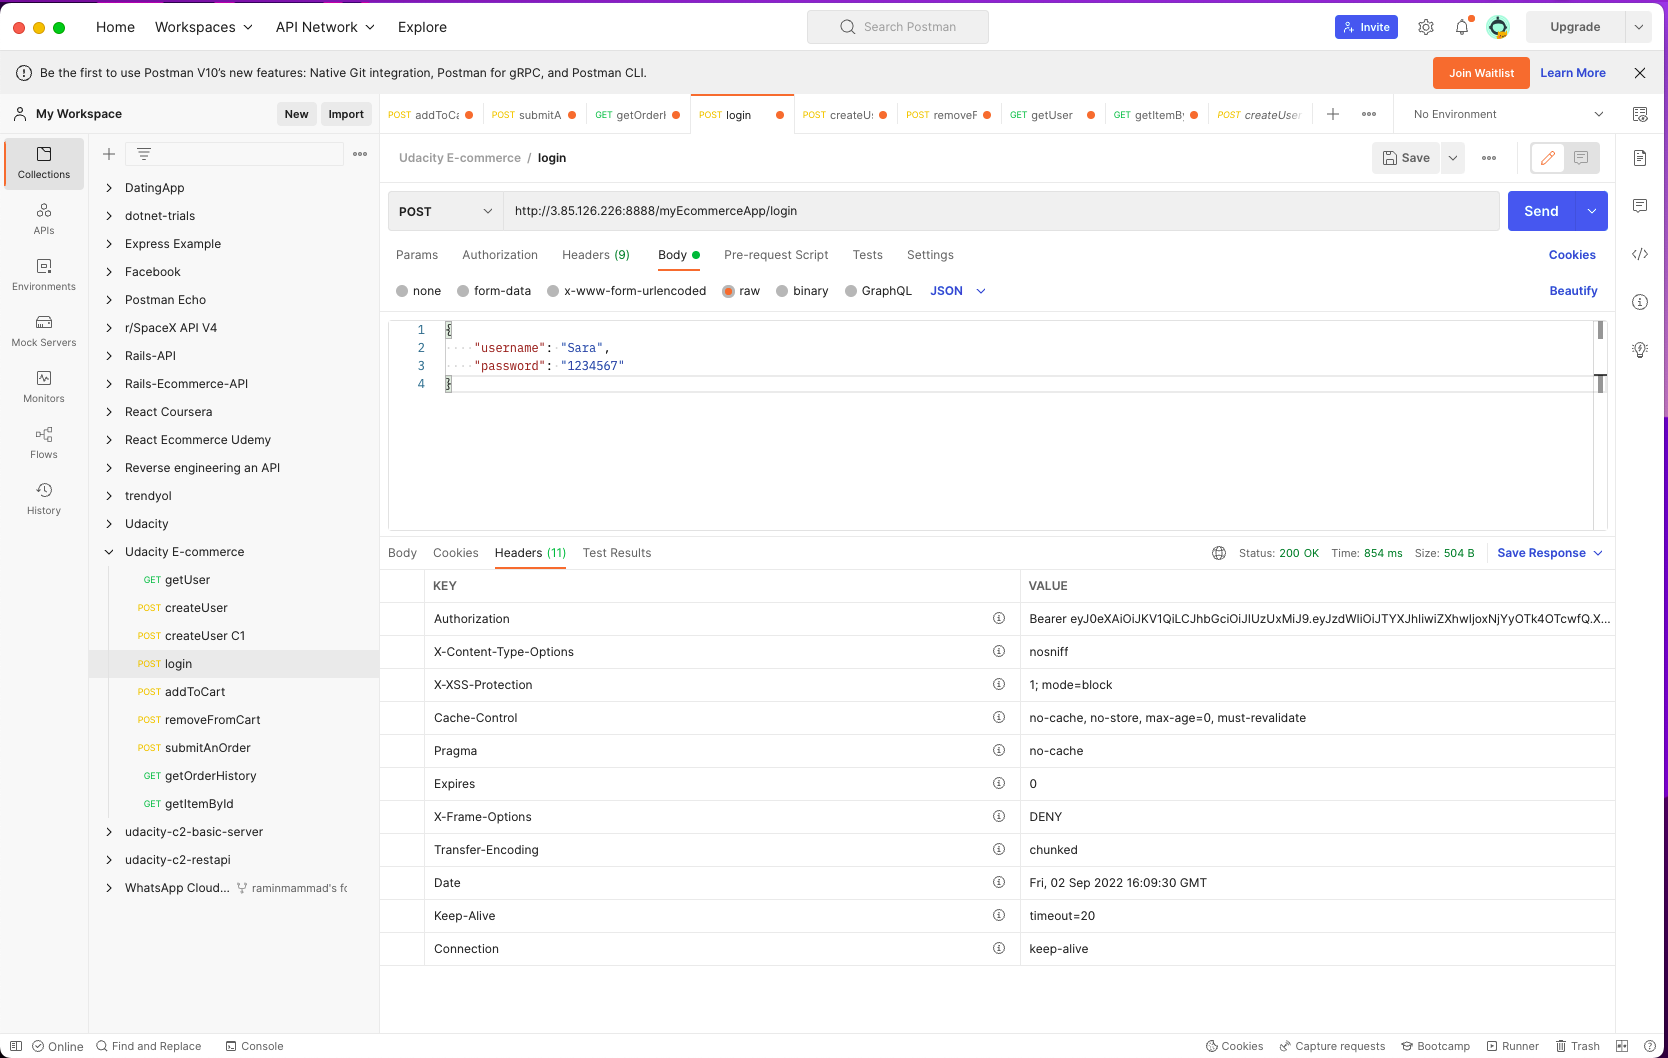 Home Workspaces API Network Explore Search Postman Invite Upgrade
Be the first to use Postman V10's new features: Native Git integration, Postman for gRPC, and Postman CLI. Join Waitlist Learn More
My Workspace New Import
POST addToCa POST submitA GET getOrderH POST login POST createUs POST removeF GET getUser GET getItemBy POST createUser No Environment
Collections
APIs
Environments
Mock Servers
Monitors
Flows
History
DatingApp
dotnet-trials
Express Example
Facebook
Postman Echo
r/SpaceX API V4
Rails-API
Rails-Ecommerce-API
React Coursera
React Ecommerce Udemy
Reverse engineering an API
trendyol
Udacity
Udacity E-commerce
GET getUser
POST createUser
POST createUser C1
POST login
POST addToCart
POST removeFromCart
POST submitAnOrder
GET getOrderHistory
GET getItemById
udacity-c2-basic-server
udacity-c2-restapi
WhatsApp Cloud... raminmammad's fo
Udacity E-commerce / login Save
POST http://3.85.126.226:8888/myEcommerceApp/login Send
Params Authorization Headers (9) Body Pre-request Script Tests Settings Cookies
none form-data x-www-form-urlencoded raw binary GraphQL JSON Beautify
1 {
2 "username": "Sara",
3 "password": "1234567"
4 }
Body Cookies Headers (11) Test Results Status: 200 OK Time: 854 ms Size: 504 B Save Response
KEY VALUE
Authorization Bearer eyJ0eXAiOiJKV1QiLCJhbGciOiJIUzUxMiJ9.eyJzdWIiOiJTYXJhIiwiZXhwIjoxNjYyOTk4OTcwfQ.X...
X-Content-Type-Options nosniff
X-XSS-Protection 1; mode=block
Cache-Control no-cache, no-store, max-age=0, must-revalidate
Pragma no-cache
Expires 0
X-Frame-Options DENY
Transfer-Encoding chunked
Date Fri, 02 Sep 2022 16:09:30 GMT
Keep-Alive timeout=20
Connection keep-alive
Online Find and Replace Console Cookies Capture requests Bootcamp Runner Trash